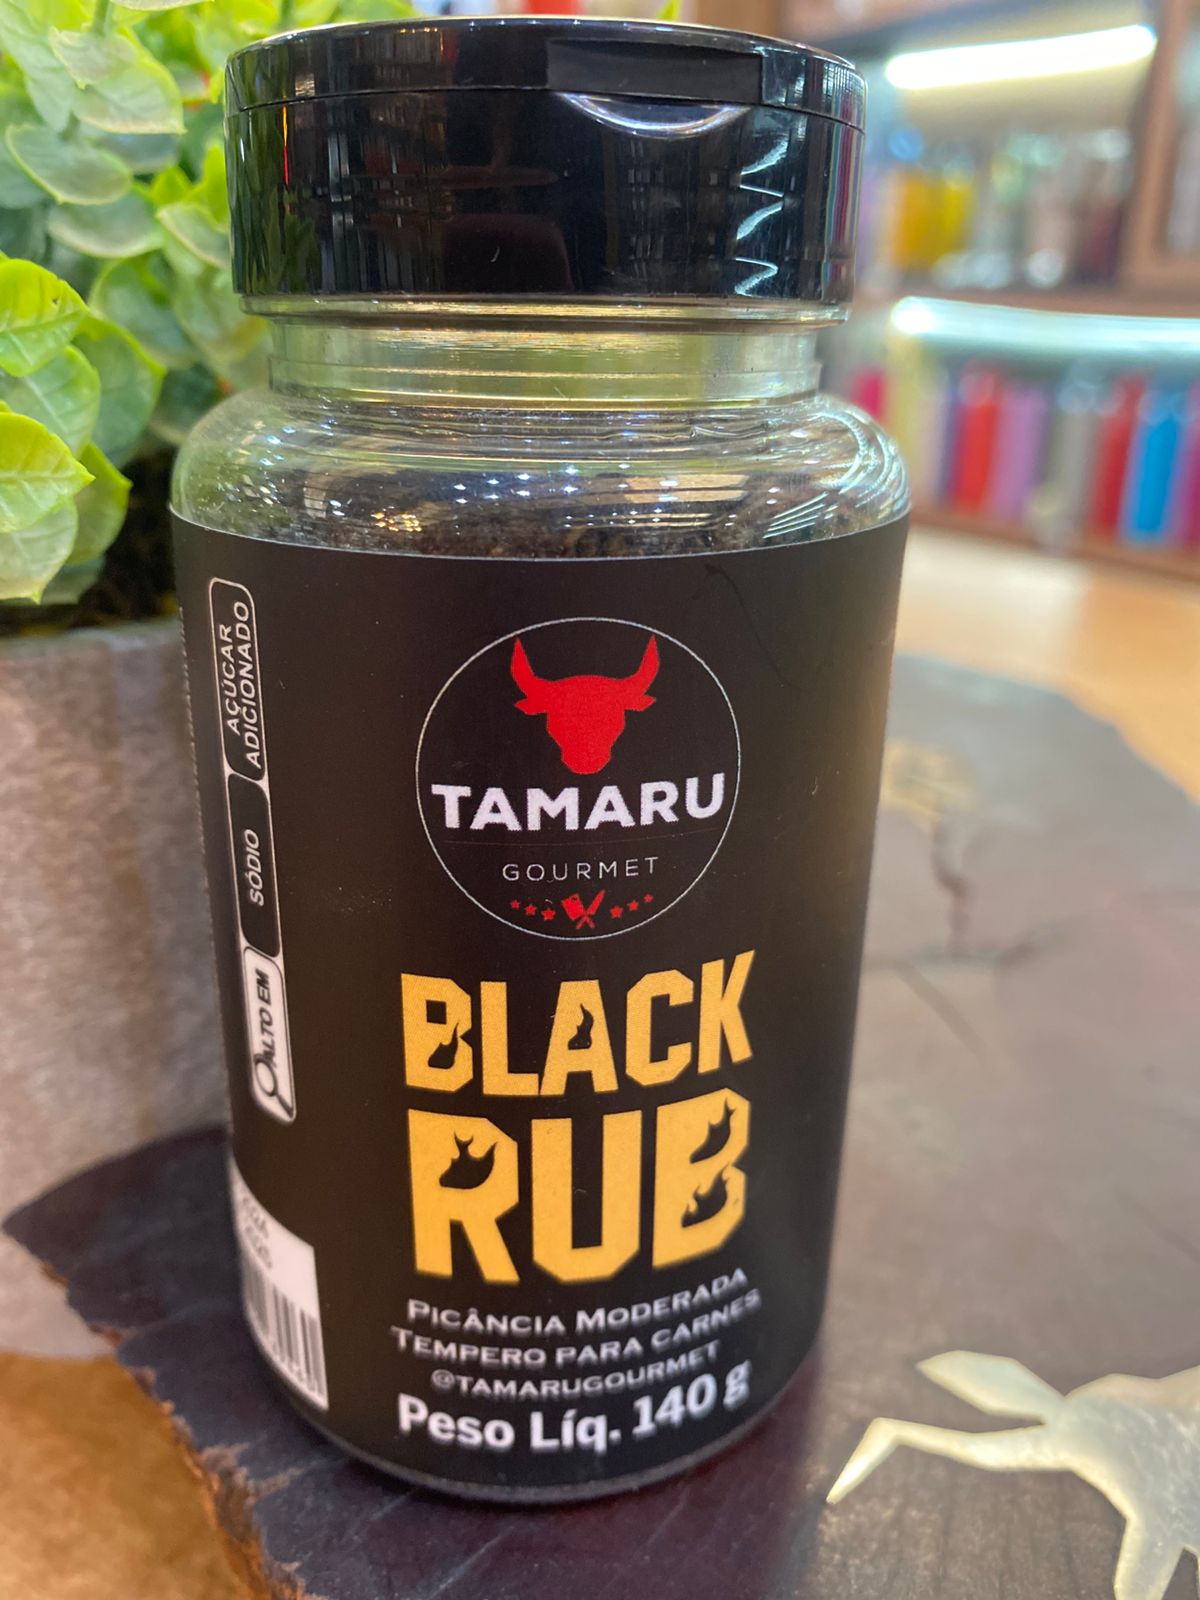 TAMARU
GOURMET
BLACK
RUB
PICÂNCIA MODERADA
TEMPERO PARA CARNES
@TAMARUGOURMET
Peso Líq. 140 g
ALTO EM
SÓDIO
AÇÚCAR
ADICIONADO